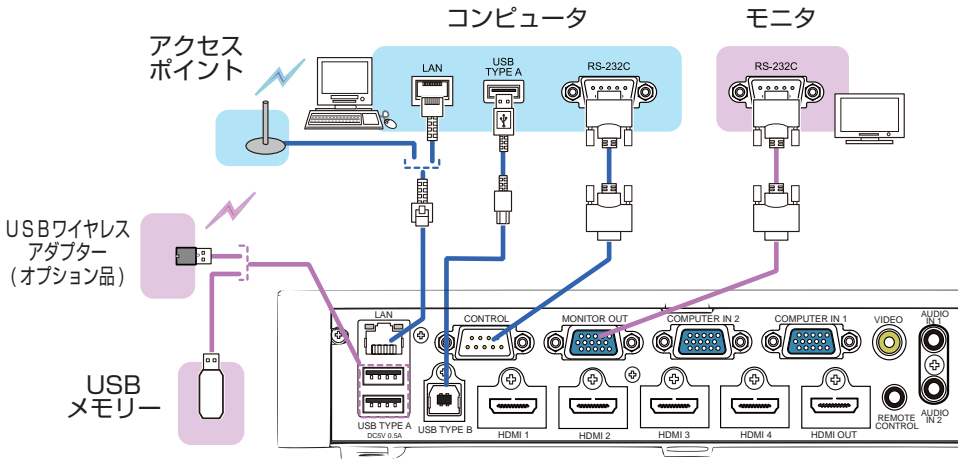 コンピュータ
モニタ
アクセス
ポイント
LAN
USB
TYPE A
RS-232C
RS-232C
USBワイヤレス
アダプター
(オプション品)
USB
メモリー
LAN
CONTROL
MONITOR OUT
COMPUTER IN 2
COMPUTER IN 1
VIDEO
AUDIO
IN 1
USB TYPE A
DC5V 0.5A
USB TYPE B
HDMI 1
HDMI 2
HDMI 3
HDMI 4
HDMI OUT
REMOTE
CONTROL
AUDIO
IN 2